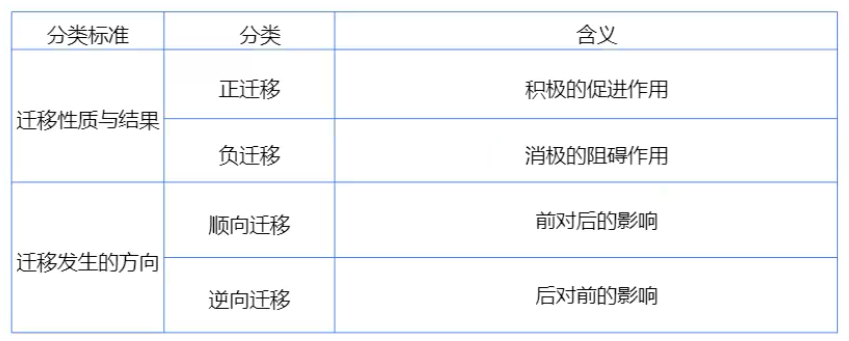 分类标准 分类 含义
迁移性质与结果 正迁移 积极的促进作用
负迁移 消极的阻碍作用
迁移发生的方向 顺向迁移 前对后的影响
逆向迁移 后对前的影响